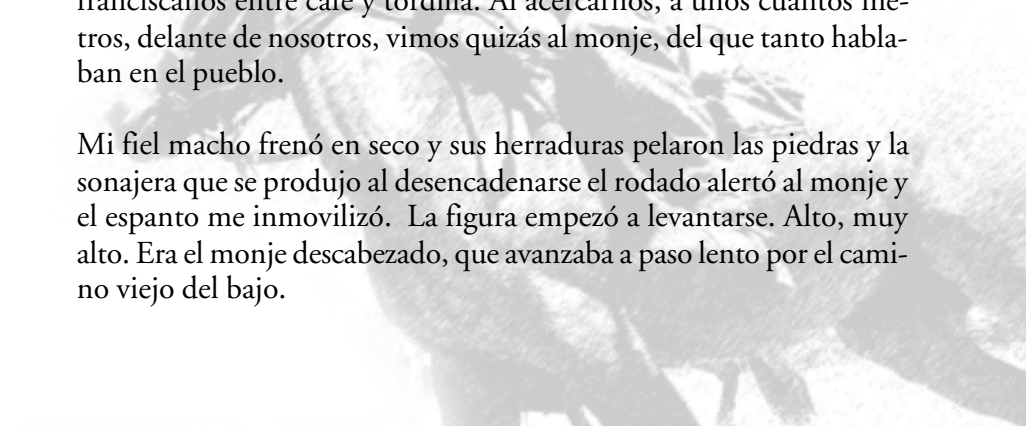 franciscanos entre café y tordilla. Al acercarnos, a unos cuantos me-
tros, delante de nosotros, vimos quizás al monje, del que tanto habla-
ban en el pueblo.
Mi fiel macho frenó en seco y sus herraduras pelaron las piedras y la
sonajera que se produjo al desencadenarse el rodado alertó al monje y
el espanto me inmovilizó. La figura empezó a levantarse. Alto, muy
alto. Era el monje descabezado, que avanzaba a paso lento por el cami-
no viejo del bajo.